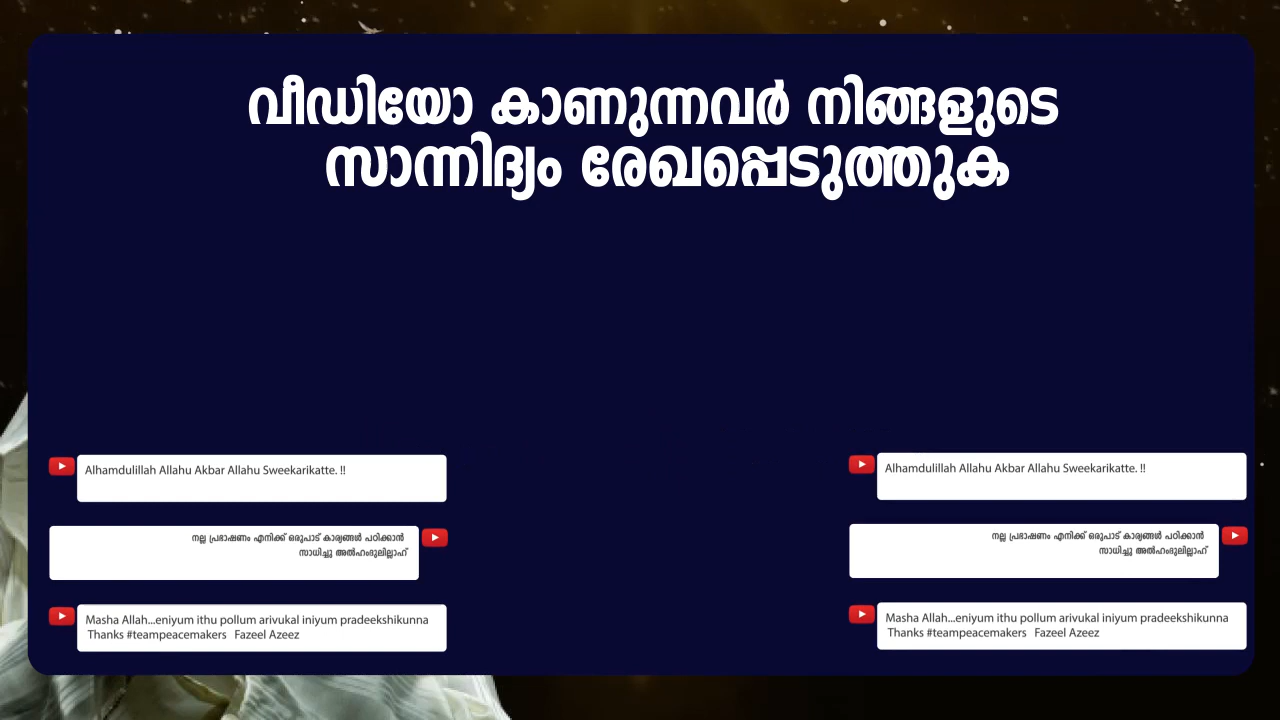 വീഡിയോ കാണുന്നവർ നിങ്ങളുടെ
സാന്നിദ്യം രേഖപ്പെടുത്തുക
Alhamdulillah Allahu Akbar Allahu Sweekarikatte. !!
നല്ല പ്രഭാഷണം എനിക്ക് ഒരുപാട് കാര്യങ്ങൾ പഠിക്കാൻ
സാധിച്ചു അൽഹംദുലില്ലാഹ്
Masha Allah...eniyum ithu pollum arivukal iniyum pradeekshikunna
Thanks #teampeacemakers Fazeel Azeez
Alhamdulillah Allahu Akbar Allahu Sweekarikatte. !!
നല്ല പ്രഭാഷണം എനിക്ക് ഒരുപാട് കാര്യങ്ങൾ പഠിക്കാൻ
സാധിച്ചു അൽഹംദുലില്ലാഹ്
Masha Allah...eniyum ithu pollum arivukal iniyum pradeekshikunna
Thanks #teampeacemakers Fazeel Azeez